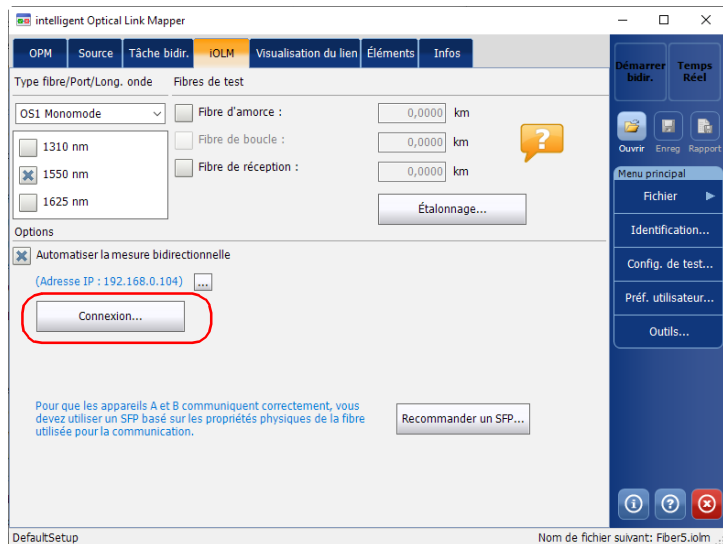 intelligent Optical Link Mapper
OPM Source Tâche bidir. iOLM Visualisation du lien Éléments Infos
Type fibre/Port/Long. onde Fibres de test
OS1 Monomode
1310 nm
1550 nm
1625 nm
Fibre d'amorce : 0,0000 km
Fibre de boucle : 0,0000 km
Fibre de réception : 0,0000 km
?
Étalonnage...
Options
Automatiser la mesure bidirectionnelle
(Adresse IP : 192.168.0.104) ...
Connexion...
Pour que les appareils A et B communiquent correctement, vous
devez utiliser un SFP basé sur les propriétés physiques de la fibre
utilisée pour la communication.
Recommander un SFP...
DefaultSetup
Nom de fichier suivant: Fiber5.iolm
Démarrer
bidir.
Temps
Réel
Ouvrir Enreg Rapport
Menu principal
Fichier
Identification...
Config. de test...
Préf. utilisateur...
Outils...